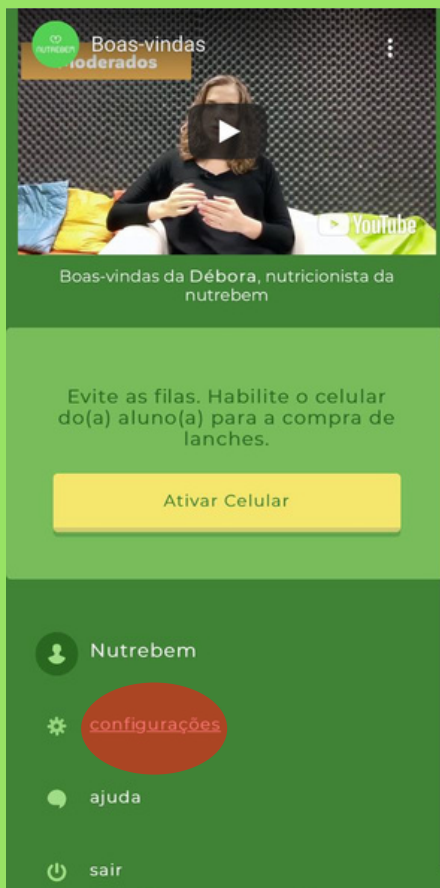 nutrebem
Boas-vindas
Moderados
YouTube
Boas-vindas da Débora, nutricionista da
nutrebem
Evite as filas. Habilite o celular
do(a) aluno(a) para a compra de
lanches.
Ativar Celular
Nutrebem
configurações
ajuda
sair